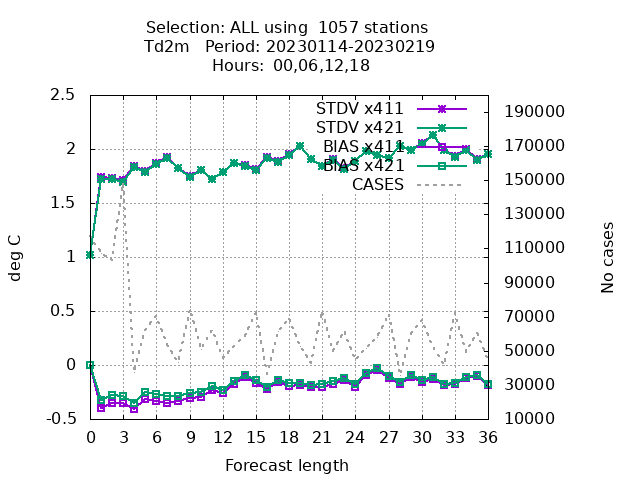 Selection: ALL using  1057 stations
Td2m   Period: 20230114-20230219
Hours:  00,06,12,18
STDV x411
STDV x421
BIAS x411
BIAS x421
CASES
2.5
2
1.5
1
0.5
0
-0.5
deg C
190000
170000
150000
130000
110000
90000
70000
50000
30000
10000
No cases
0 3 6 9 12 15 18 21 24 27 30 33 36
Forecast length